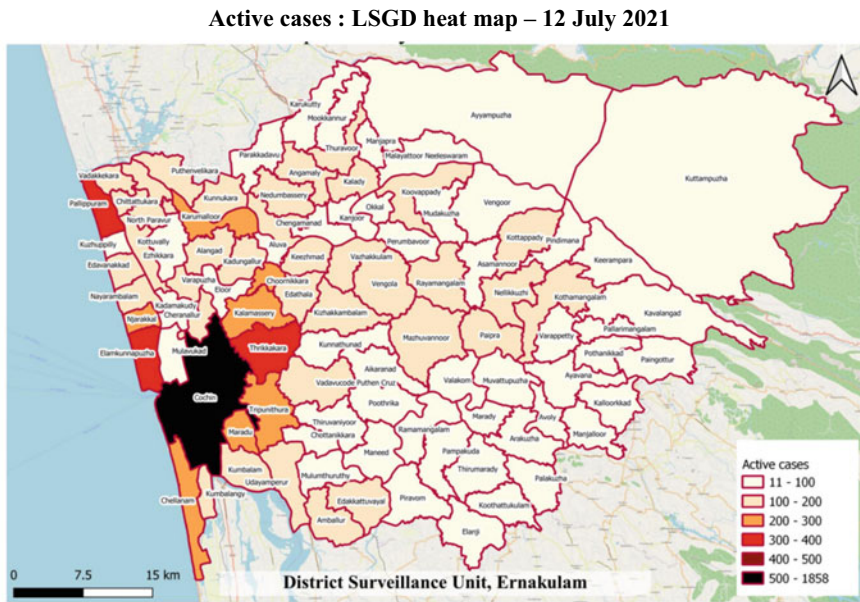 Active cases : LSGD heat map – 12 July 2021
Karukutty
Mookkannur
Ayyampuzha
Thuravoor
Manjapra
Parakkadavu
Malayattoor Neeleswaram
Puthenvelikara
Vadakkekara
Angamaly
Kuttampuzha
Kalady
Pallippuram
Chittattukara
Kunnukara
Nedumbassery
Koovappady
Vengoor
North Paravur
Karumalloor
Okkal
Mudakuzha
Chengamanad
Kanjoor
Kottappady
Kuzhuppilly
Kottuvally
Aluva
Perumbavoor
Pindimana
Ezhikkara
Alangad
Keezhmad
Vazhakkulam
Asamannoor
Keerampara
Edavanakkad
Kadungallur
Varapuzha
Choornikkara
Eloor
Vengola
Rayamangalam
Nellikkuzhi
Nayarambalam
Kadamakudy
Edathala
Kothamangalam
Cheranallur
Kalamassery
Kizhakkambalam
Kavalangad
Njarakkal
Pallarimangalam
Mazhuvannoor
Paipra
Varappetty
Elamkunnapuzha
Thrikkakara
Kunnathunad
Mulavukad
Pothanikkad
Paingottur
Aikaranad
Valakom
Muvattupuzha
Ayavana
Vadavucode Puthen Cruz
Cochin
Kalloorkkad
Poothrika
Tripunithura
Marady
Avoly
Thiruvaniyoor
Ramamangalam
Manjalloor
Maradu
Chottanikkara
Arakuzha
Maneed
Pampakuda
Kumbalam
Mulumthuruthy
Thirumarady
Palakuzha
Udayamperur
Chellanam
Kumbalangy
Edakkattuvayal
Piravom
Koothattukulam
Amballur
Elanji
Active cases
11 - 100
100 - 200
200 - 300
300 - 400
400 - 500
500 - 1858
0 7.5 15 km
District Surveillance Unit, Ernakulam